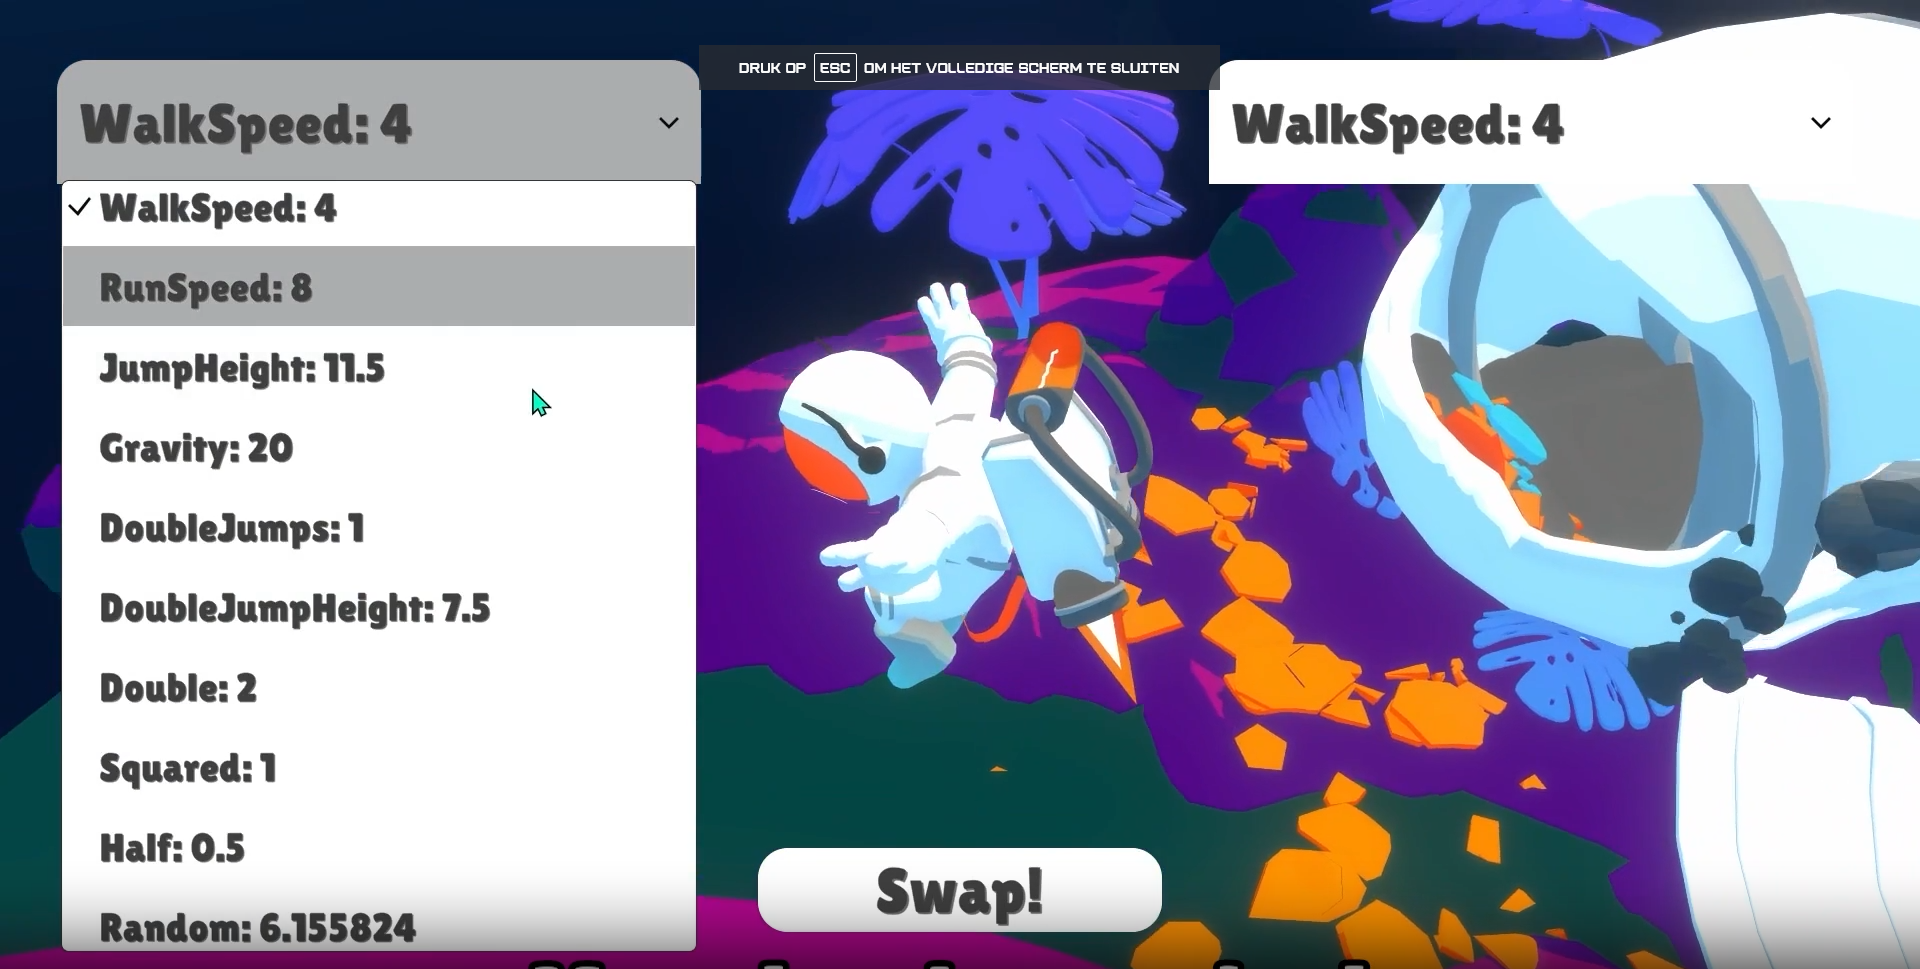 DRUK OP ESC OM HET VOLLEDIGE SCHERM TE SLUITEN
WalkSpeed: 4
WalkSpeed: 4
WalkSpeed: 4
RunSpeed: 8
JumpHeight: 11.5
Gravity: 20
DoubleJumps: 1
DoubleJumpHeight: 7.5
Double: 2
Squared: 1
Half: 0.5
Random: 6.155824
Swap!